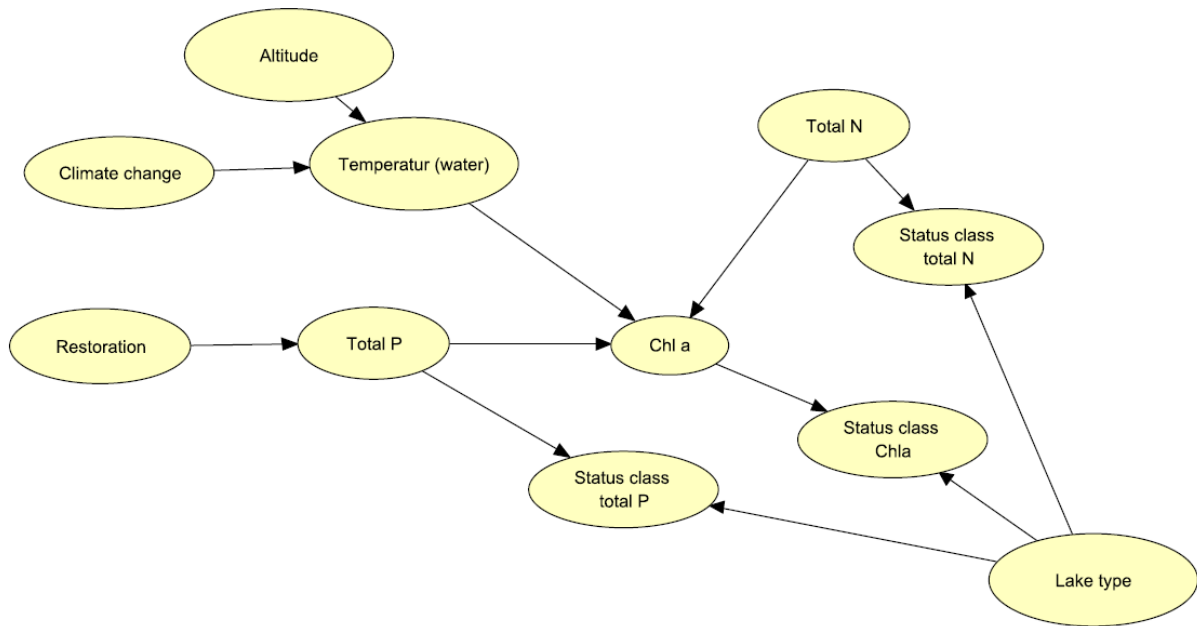 Altitude
Total N
Climate change
Temperatur (water)
Status class
total N
Restoration
Total P
Chl a
Status class
Chla
Status class
total P
Lake type